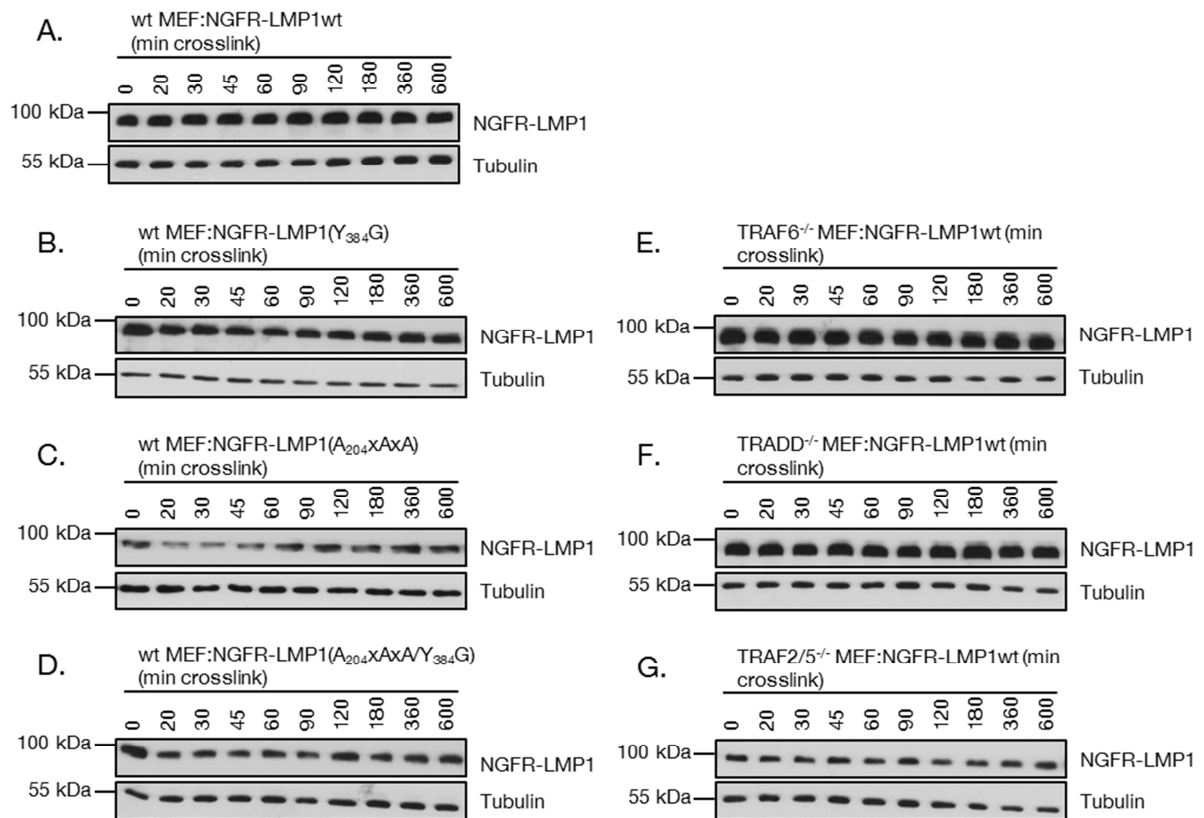 A.
wt MEF:NGFR-LMP1wt
(min crosslink)
0 20 30 45 60 90 120 180 360 600
100 kDa
NGFR-LMP1
55 kDa
Tubulin
B.
wt MEF:NGFR-LMP1(Y₃₈₄G)
(min crosslink)
0 20 30 45 60 90 120 180 360 600
100 kDa
NGFR-LMP1
55 kDa
Tubulin
C.
wt MEF:NGFR-LMP1(A₂₀₄xAxA)
(min crosslink)
0 20 30 45 60 90 120 180 360 600
100 kDa
NGFR-LMP1
55 kDa
Tubulin
D.
wt MEF:NGFR-LMP1(A₂₀₄xAxA/Y₃₈₄G)
(min crosslink)
0 20 30 45 60 90 120 180 360 600
100 kDa
NGFR-LMP1
55 kDa
Tubulin
E.
TRAF6⁻/⁻ MEF:NGFR-LMP1wt (min
crosslink)
0 20 30 45 60 90 120 180 360 600
100 kDa
NGFR-LMP1
55 kDa
Tubulin
F.
TRADD⁻/⁻ MEF:NGFR-LMP1wt (min
crosslink)
0 20 30 45 60 90 120 180 360 600
100 kDa
NGFR-LMP1
55 kDa
Tubulin
G.
TRAF2/5⁻/⁻ MEF:NGFR-LMP1wt (min
crosslink)
0 20 30 45 60 90 120 180 360 600
100 kDa
NGFR-LMP1
55 kDa
Tubulin